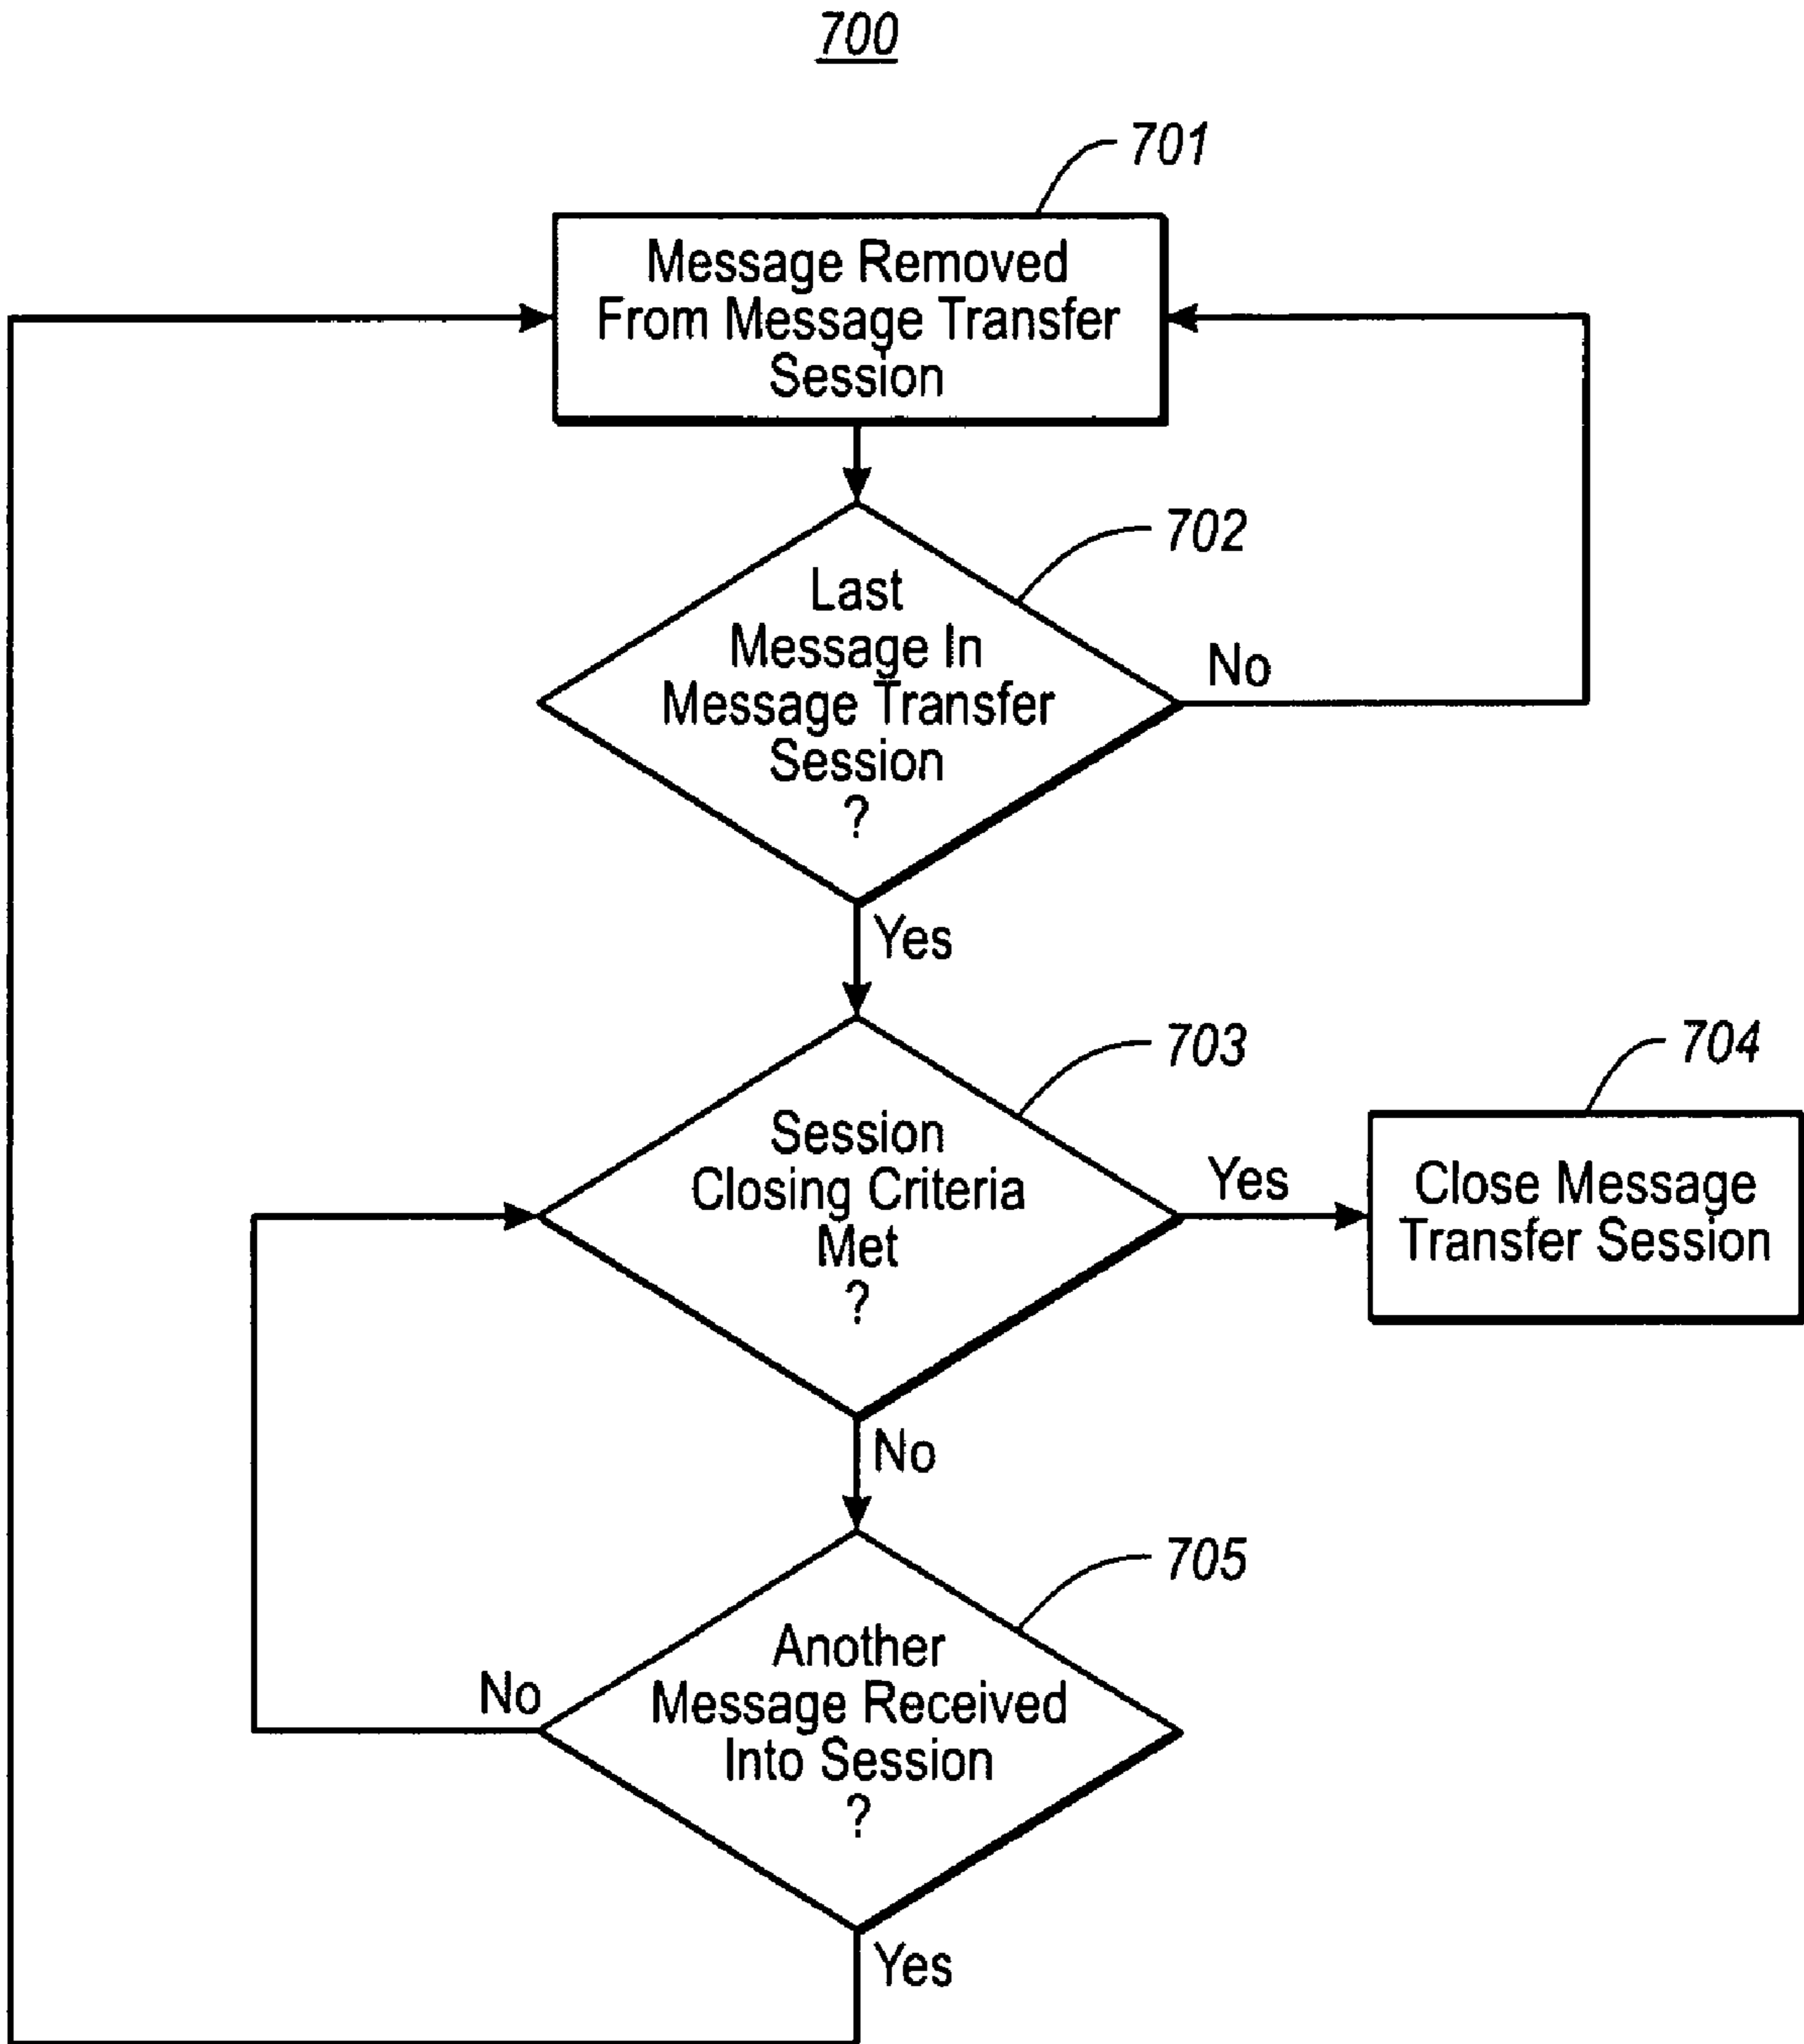 700
701
Message Removed
From Message Transfer
Session
702
Last
Message In
Message Transfer
Session
?
No
Yes
703
Session
Closing Criteria
Met
?
Yes
704
Close Message
Transfer Session
No
705
Another
Message Received
Into Session
?
No
Yes